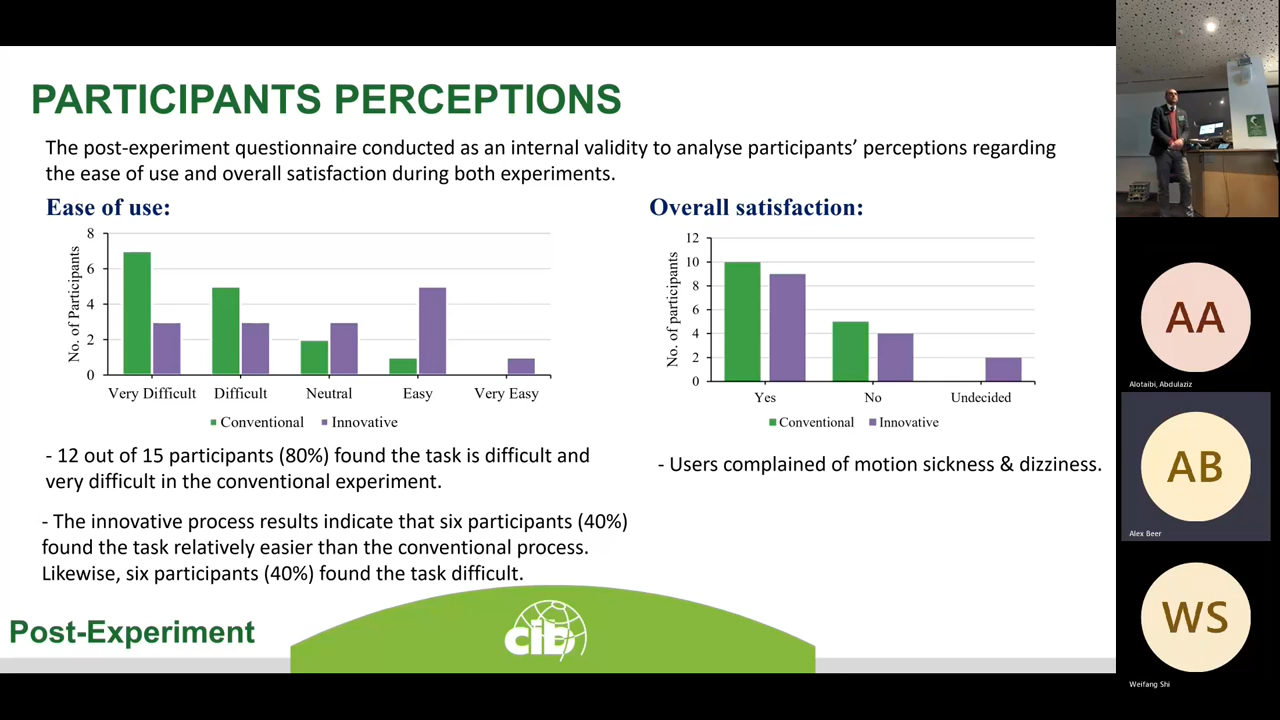 PARTICIPANTS PERCEPTIONS
The post-experiment questionnaire conducted as an internal validity to analyse participants’ perceptions regarding
the ease of use and overall satisfaction during both experiments.
Ease of use:
No. of Participants
8
6
4
2
0
Very Difficult Difficult Neutral Easy Very Easy
Conventional Innovative
- 12 out of 15 participants (80%) found the task is difficult and
very difficult in the conventional experiment.
- The innovative process results indicate that six participants (40%)
found the task relatively easier than the conventional process.
Likewise, six participants (40%) found the task difficult.
Overall satisfaction:
No. of participants
12
10
8
6
4
2
0
Yes No Undecided
Conventional Innovative
- Users complained of motion sickness & dizziness.
Post-Experiment
cib
AA
Alotaibi, Abdulaziz
AB
Alex Beer
WS
Weifang Shi